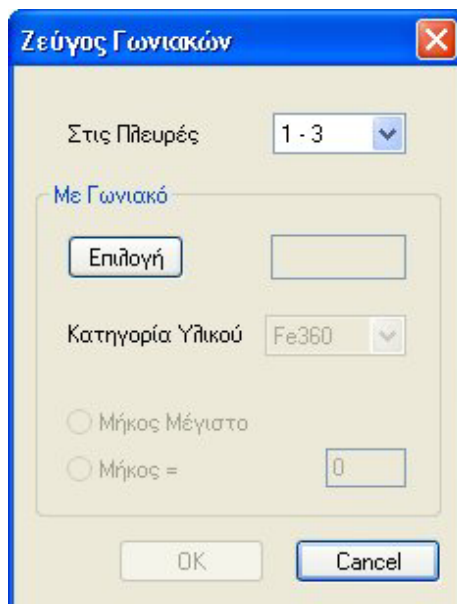 Ζεύγος Γωνιακών
Στις Πλευρές 1 - 3
Με Γωνιακό
Επιλογή
Κατηγορία Υλικού Fe360
Μήκος Μέγιστο
Μήκος = 0
OK Cancel